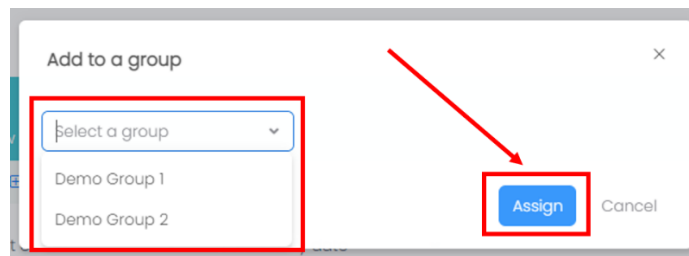 Add to a group
Select a group
Demo Group 1
Demo Group 2
Assign
Cancel